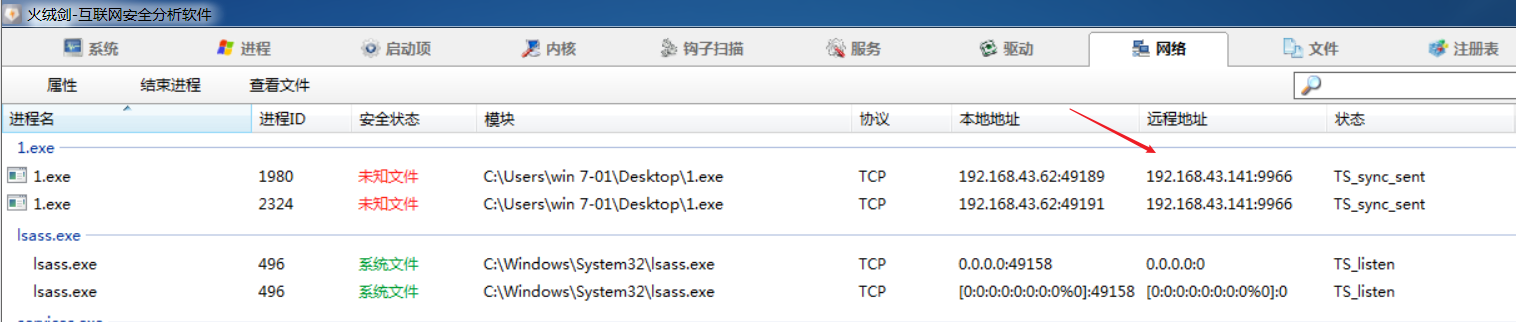 火绒剑-互联网安全分析软件
系统 进程 启动项 内核 钩子扫描 服务 驱动 网络 文件 注册表
属性 结束进程 查看文件
进程名 进程ID 安全状态 模块 协议 本地地址 远程地址 状态
1.exe
1.exe 1980 未知文件 C:\Users\win 7-01\Desktop\1.exe TCP 192.168.43.62:49189 192.168.43.141:9966 TS_sync_sent
1.exe 2324 未知文件 C:\Users\win 7-01\Desktop\1.exe TCP 192.168.43.62:49191 192.168.43.141:9966 TS_sync_sent
lsass.exe
lsass.exe 496 系统文件 C:\Windows\System32\lsass.exe TCP 0.0.0.0:49158 0.0.0.0:0 TS_listen
lsass.exe 496 系统文件 C:\Windows\System32\lsass.exe TCP [0:0:0:0:0:0:0:0%0]:49158 [0:0:0:0:0:0:0:0%0]:0 TS_listen